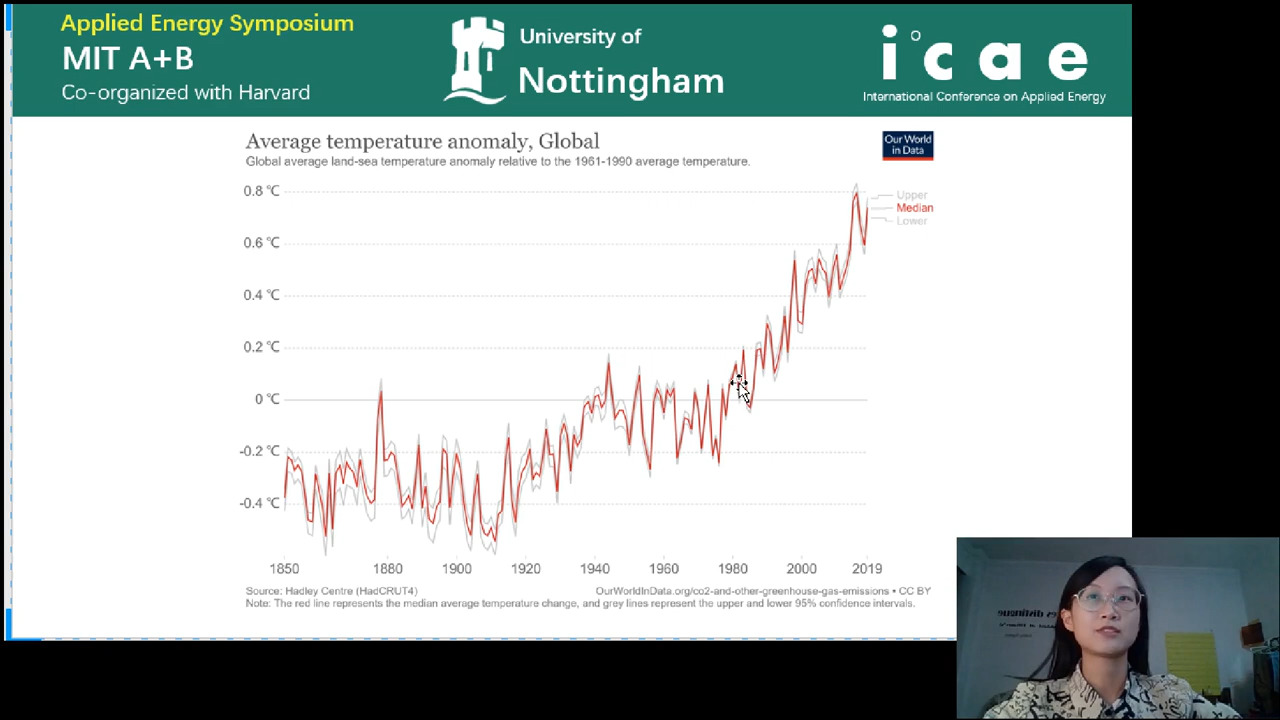 Applied Energy Symposium
MIT A+B
Co-organized with Harvard
University of
Nottingham
icae
International Conference on Applied Energy
Average temperature anomaly, Global
Global average land-sea temperature anomaly relative to the 1961-1990 average temperature.
Our World
in Data
0.8 °C
Upper
Median
Lower
0.6 °C
0.4 °C
0.2 °C
0 °C
-0.2 °C
-0.4 °C
1850 1880 1900 1920 1940 1960 1980 2000 2019
Source: Hadley Centre (HadCRUT4) OurWorldInData.org/co2-and-other-greenhouse-gas-emissions • CC BY
Note: The red line represents the median average temperature change, and grey lines represent the upper and lower 95% confidence intervals.